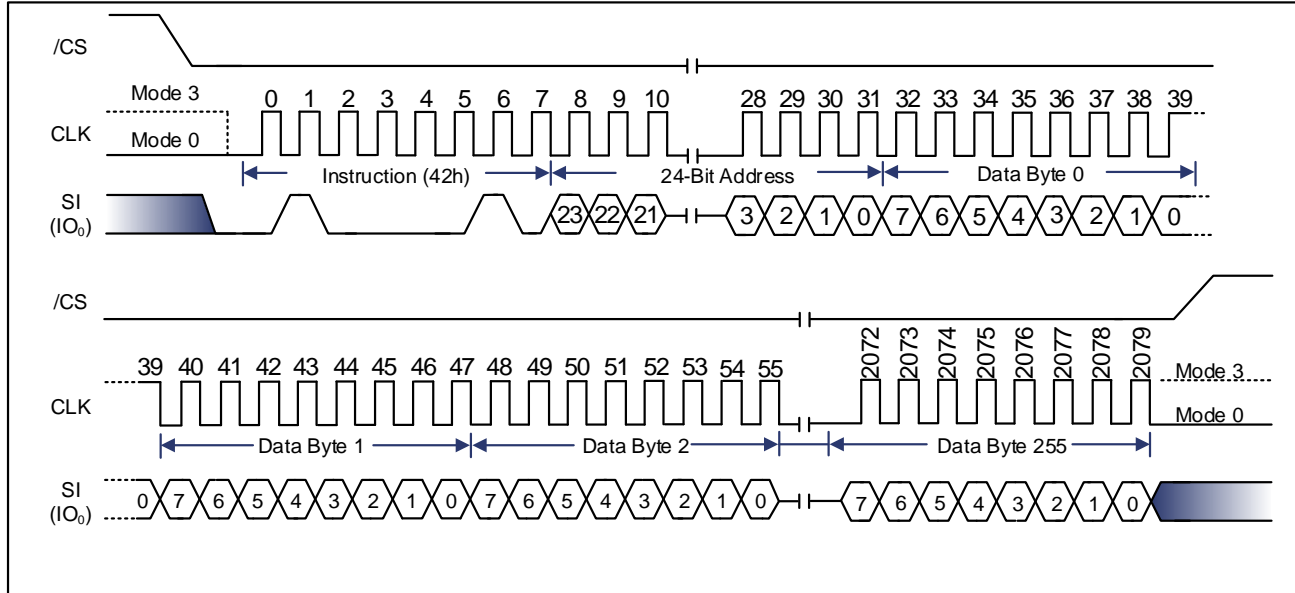 /CS
Mode 3
0 1 2 3 4 5 6 7 8 9 10 28 29 30 31 32 33 34 35 36 37 38 39
CLK
Mode 0
Instruction (42h) 24-Bit Address Data Byte 0
SI
(IO₀)
23 22 21 3 2 1 0 7 6 5 4 3 2 1 0
/CS
39 40 41 42 43 44 45 46 47 48 49 50 51 52 53 54 55 2072 2073 2074 2075 2076 2077 2078 2079
Mode 3
CLK
Mode 0
Data Byte 1 Data Byte 2 Data Byte 255
SI
(IO₀)
0 7 6 5 4 3 2 1 0 7 6 5 4 3 2 1 0 7 6 5 4 3 2 1 0